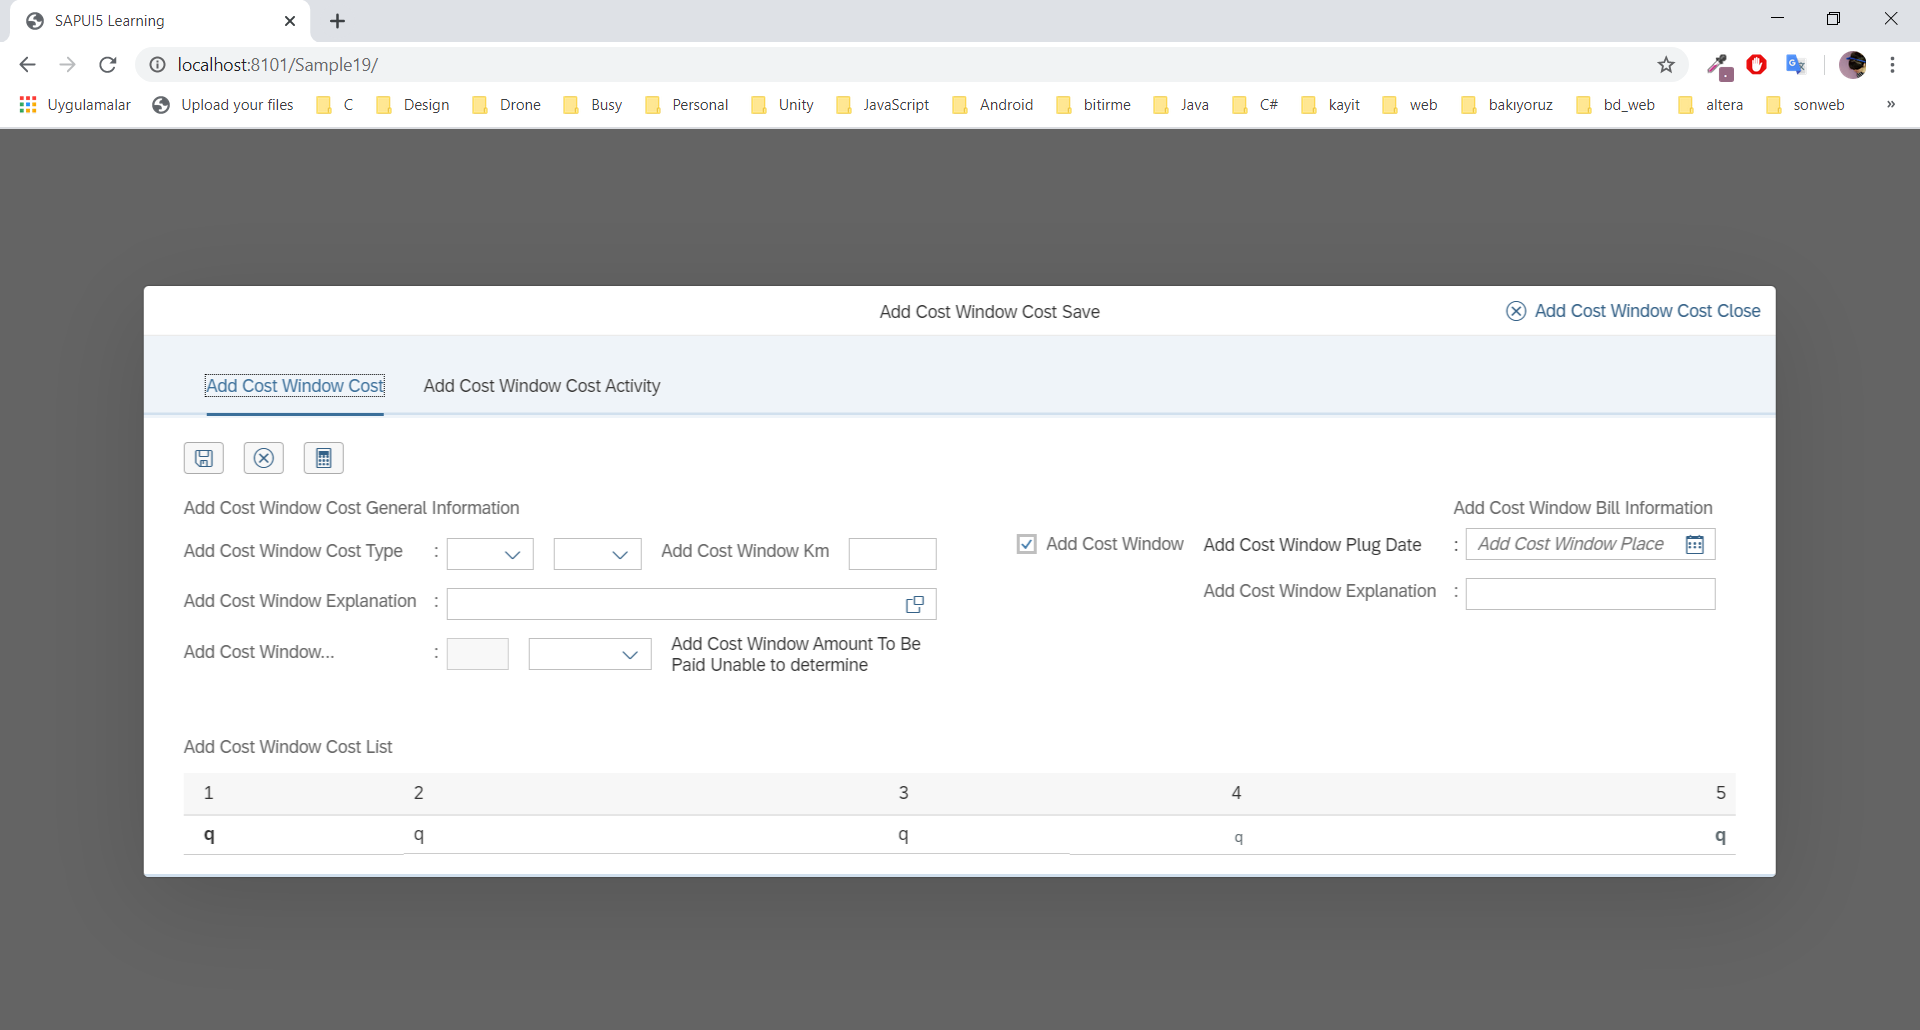 SAPUI5 Learning
localhost:8101/Sample19/
Uygulamalar Upload your files C Design Drone Busy Personal Unity JavaScript Android bitirme Java C# kayit web bakıyoruz bd_web altera sonweb »
Add Cost Window Cost Save
Add Cost Window Cost Close
Add Cost Window Cost Add Cost Window Cost Activity
Add Cost Window Cost General Information
Add Cost Window Bill Information
Add Cost Window Cost Type : Add Cost Window Km
Add Cost Window Add Cost Window Plug Date : Add Cost Window Place
Add Cost Window Explanation :
Add Cost Window Explanation :
Add Cost Window... :
Add Cost Window Amount To Be
Paid Unable to determine
Add Cost Window Cost List
1 2 3 4 5
q q q q q